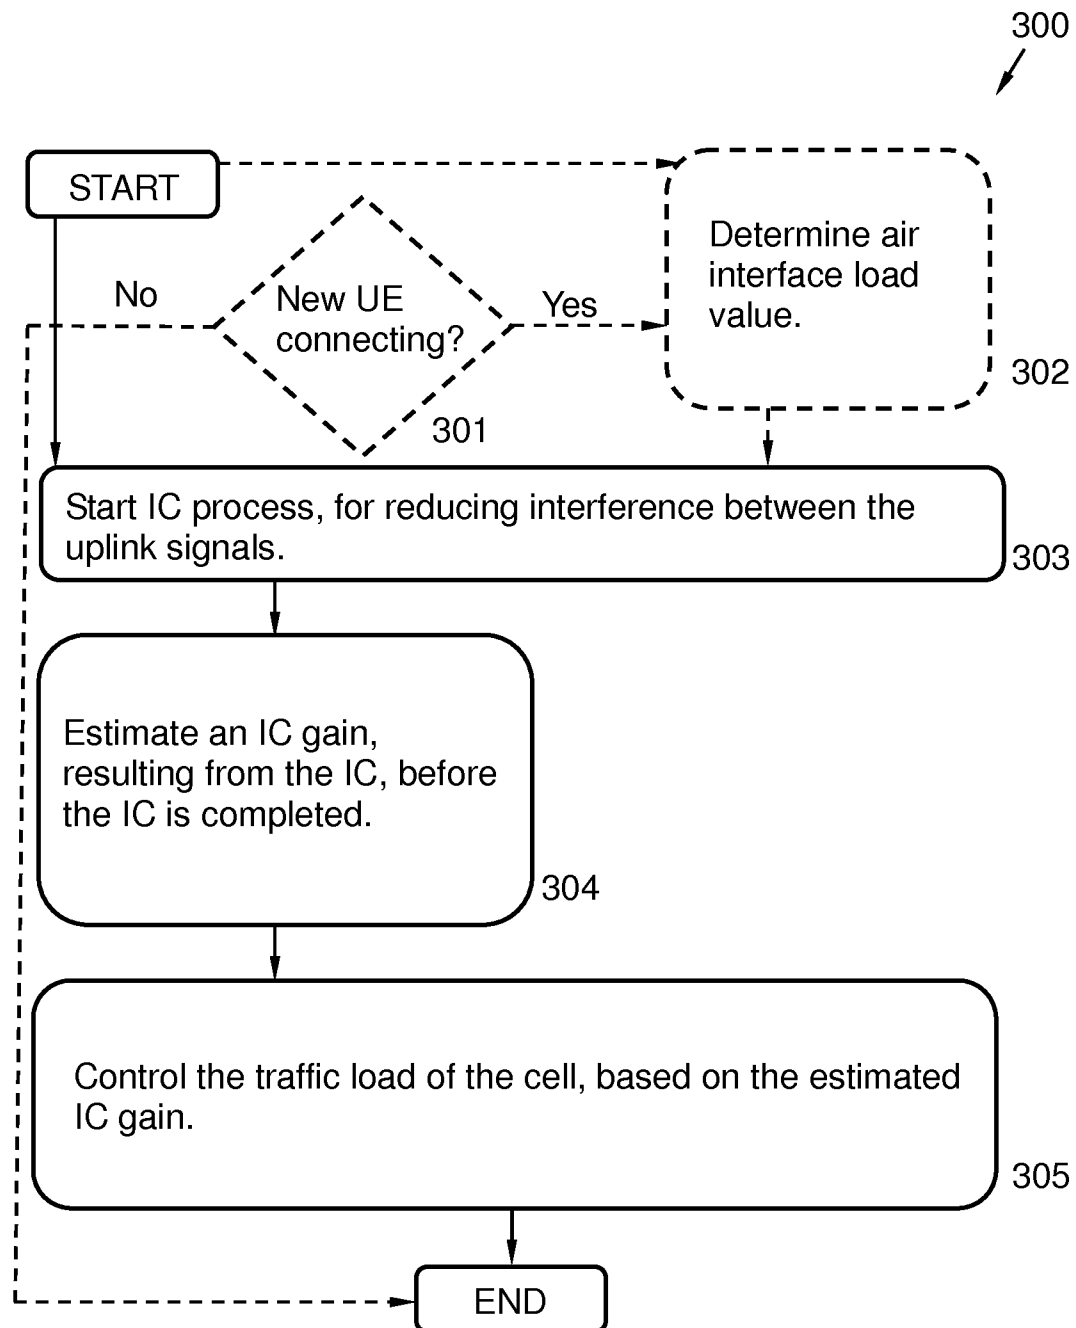 300
START
No
New UE
connecting?
Yes
301
Determine air
interface load
value.
302
Start IC process, for reducing interference between the
uplink signals.
303
Estimate an IC gain,
resulting from the IC, before
the IC is completed.
304
Control the traffic load of the cell, based on the estimated
IC gain.
305
END